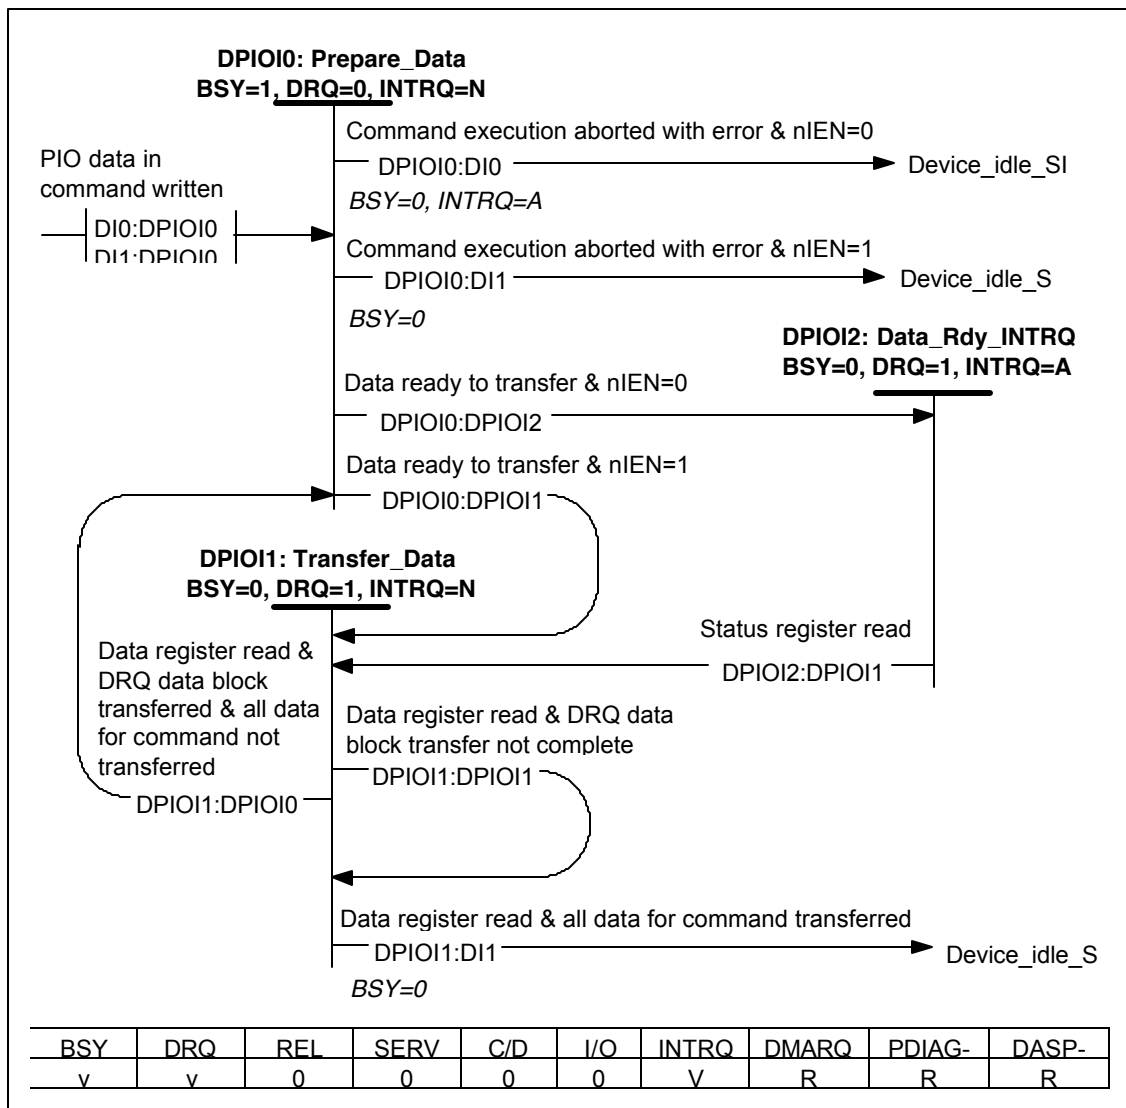 DPIOI0: Prepare_Data
BSY=1, DRQ=0, INTRQ=N
Command execution aborted with error & nIEN=0
DPIOI0:DI0
Device_idle_SI
BSY=0, INTRQ=A
PIO data in
command written
DI0:DPIOI0
DI1:DPIOI0
Command execution aborted with error & nIEN=1
DPIOI0:DI1
Device_idle_S
BSY=0
DPIOI2: Data_Rdy_INTRQ
BSY=0, DRQ=1, INTRQ=A
Data ready to transfer & nIEN=0
DPIOI0:DPIOI2
Data ready to transfer & nIEN=1
DPIOI0:DPIOI1
DPIOI1: Transfer_Data
BSY=0, DRQ=1, INTRQ=N
Status register read
DPIOI2:DPIOI1
Data register read &
DRQ data block
transferred & all data
for command not
transferred
DPIOI1:DPIOI0
Data register read & DRQ data
block transfer not complete
DPIOI1:DPIOI1
Data register read & all data for command transferred
DPIOI1:DI1
Device_idle_S
BSY=0
BSY DRQ REL SERV C/D I/O INTRQ DMARQ PDIAG- DASP-
v v 0 0 0 0 V R R R